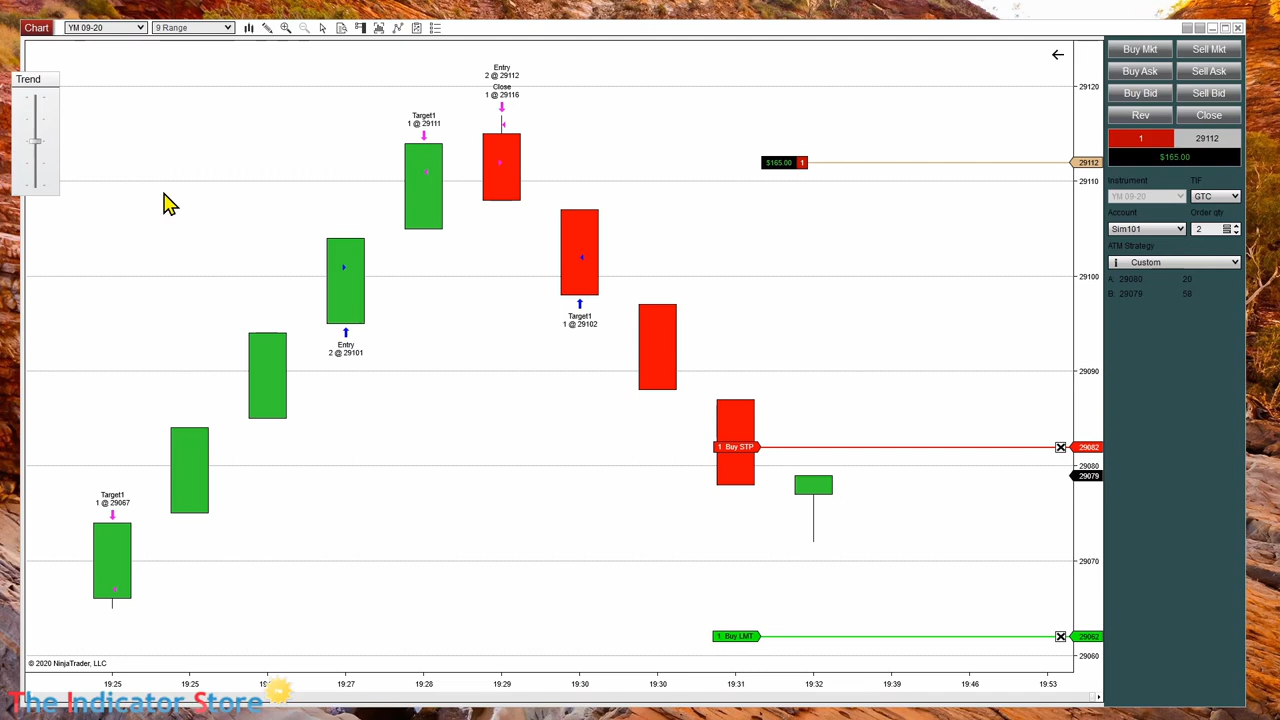 Chart
YM 09-20
9 Range
Trend
Entry
2 @ 29112
Close
1 @ 29116
Target1
1 @ 29111
Entry
2 @ 29101
Target1
1 @ 29102
Target1
1 @ 29067
$165.00 1
1 Buy STP
1 Buy LMT
29120
29112
29110
29100
29090
29082
29080
29079
29070
29062
29060
© 2020 NinjaTrader, LLC
19:25 19:25 19:27 19:28 19:29 19:30 19:30 19:31 19:32 19:39 19:46 19:53
The Indicator Store
Buy Mkt Sell Mkt
Buy Ask Sell Ask
Buy Bid Sell Bid
Rev Close
1 29112
$165.00
Instrument TIF
YM 09-20 GTC
Account Order qty
Sim101 2
ATM Strategy
Custom
A: 29080 20
B: 29079 58